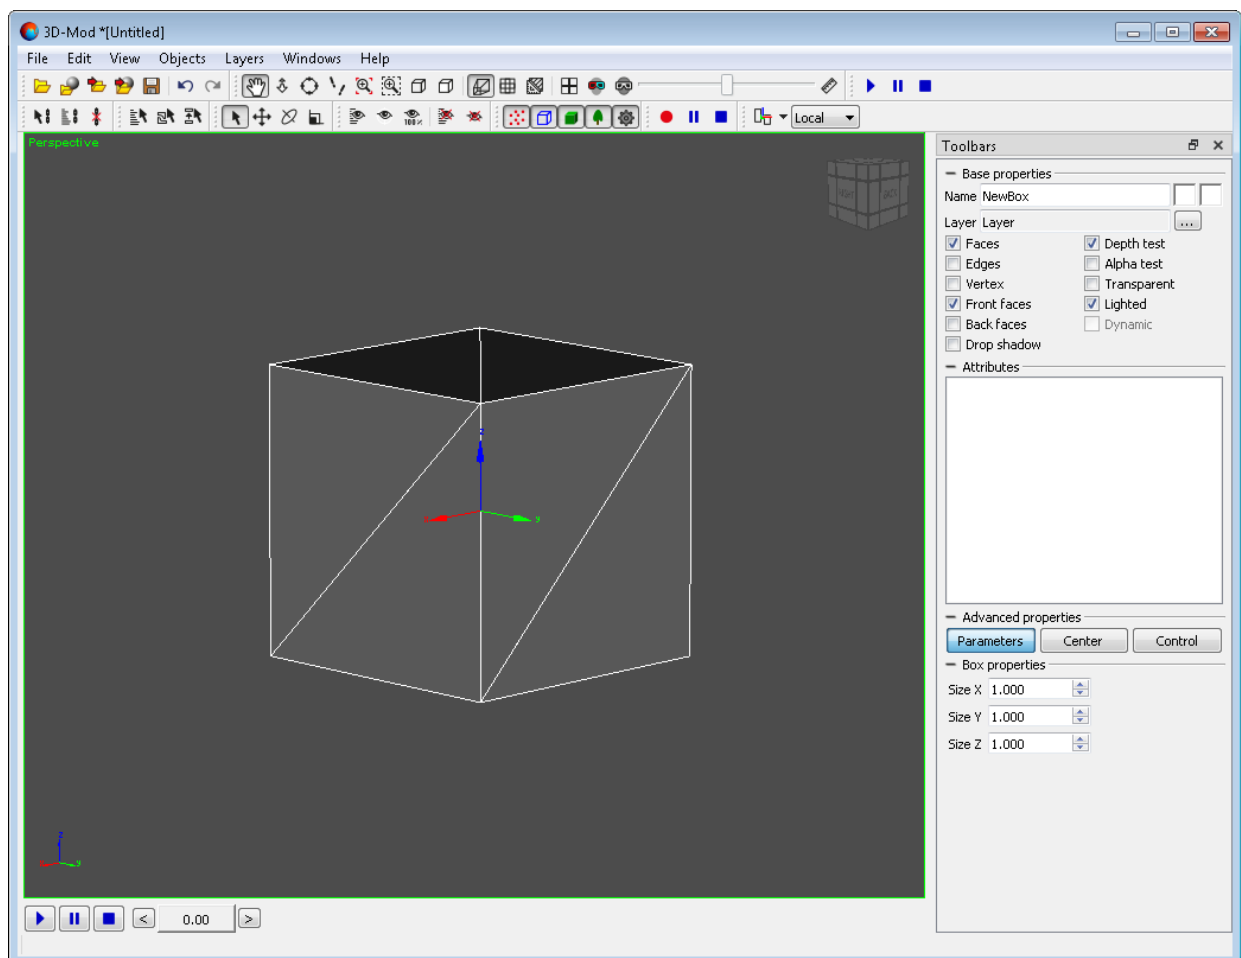 3D-Mod *[Untitled]
File Edit View Objects Layers Windows Help
100%
Local
Perspective
Toolbars
Base properties
Name NewBox
Layer Layer
...
Faces Depth test
Edges Alpha test
Vertex Transparent
Front faces Lighted
Back faces Dynamic
Drop shadow
Attributes
z
x y
Advanced properties
Parameters Center Control
Box properties
Size X 1.000
Size Y 1.000
Size Z 1.000
z
y
< 0.00 >